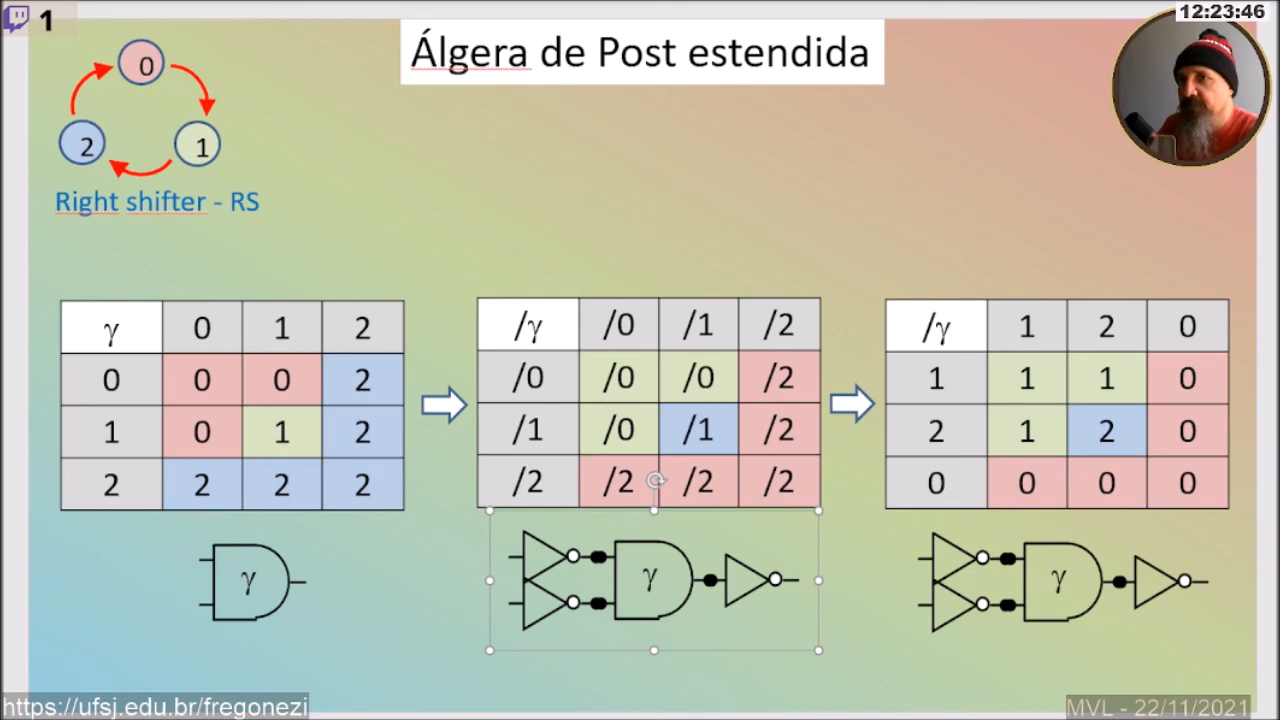 1
12:23:46
Álgera de Post estendida
0
2 1
Right shifter - RS
γ 0 1 2
0 0 0 2
1 0 1 2
2 2 2 2
/γ /0 /1 /2
/0 /0 /0 /2
/1 /0 /1 /2
/2 /2 /2 /2
/γ 1 2 0
1 1 1 0
2 1 2 0
0 0 0 0
γ
γ
γ
https://ufsj.edu.br/fregonezi
MVL - 22/11/2021